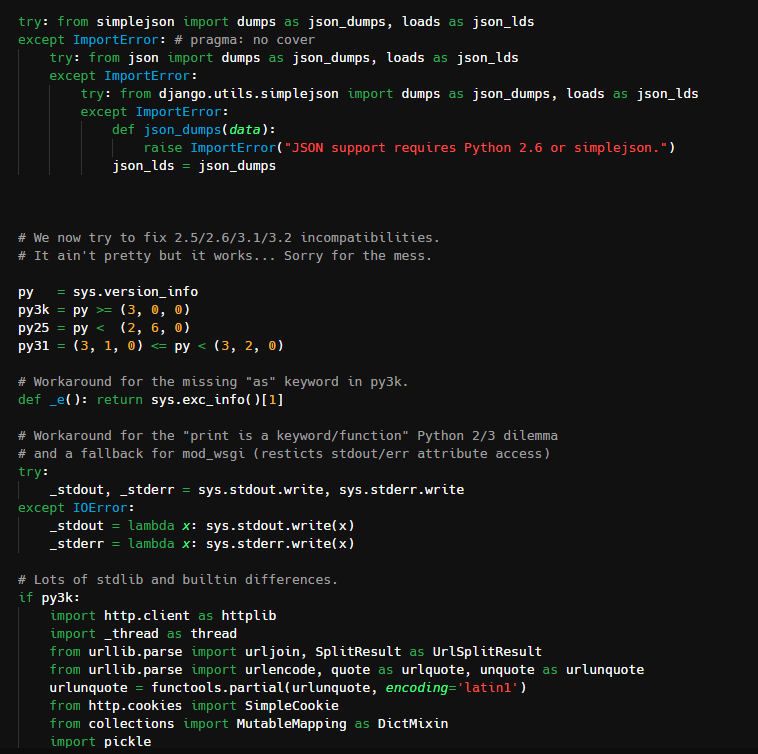 try: from simplejson import dumps as json_dumps, loads as json_lds
except ImportError: # pragma: no cover
    try: from json import dumps as json_dumps, loads as json_lds
    except ImportError:
        try: from django.utils.simplejson import dumps as json_dumps, loads as json_lds
        except ImportError:
            def json_dumps(data):
                raise ImportError("JSON support requires Python 2.6 or simplejson.")
            json_lds = json_dumps
# We now try to fix 2.5/2.6/3.1/3.2 incompatibilities.
# It ain't pretty but it works... Sorry for the mess.
py   = sys.version_info
py3k = py >= (3, 0, 0)
py25 = py <  (2, 6, 0)
py31 = (3, 1, 0) <= py < (3, 2, 0)
# Workaround for the missing "as" keyword in py3k.
def _e(): return sys.exc_info()[1]
# Workaround for the "print is a keyword/function" Python 2/3 dilemma
# and a fallback for mod_wsgi (resticts stdout/err attribute access)
try:
    _stdout, _stderr = sys.stdout.write, sys.stderr.write
except IOError:
    _stdout = lambda x: sys.stdout.write(x)
    _stderr = lambda x: sys.stderr.write(x)
# Lots of stdlib and builtin differences.
if py3k:
    import http.client as httplib
    import _thread as thread
    from urllib.parse import urljoin, SplitResult as UrlSplitResult
    from urllib.parse import urlencode, quote as urlquote, unquote as urlunquote
    urlunquote = functools.partial(urlunquote, encoding='latin1')
    from http.cookies import SimpleCookie
    from collections import MutableMapping as DictMixin
    import pickle